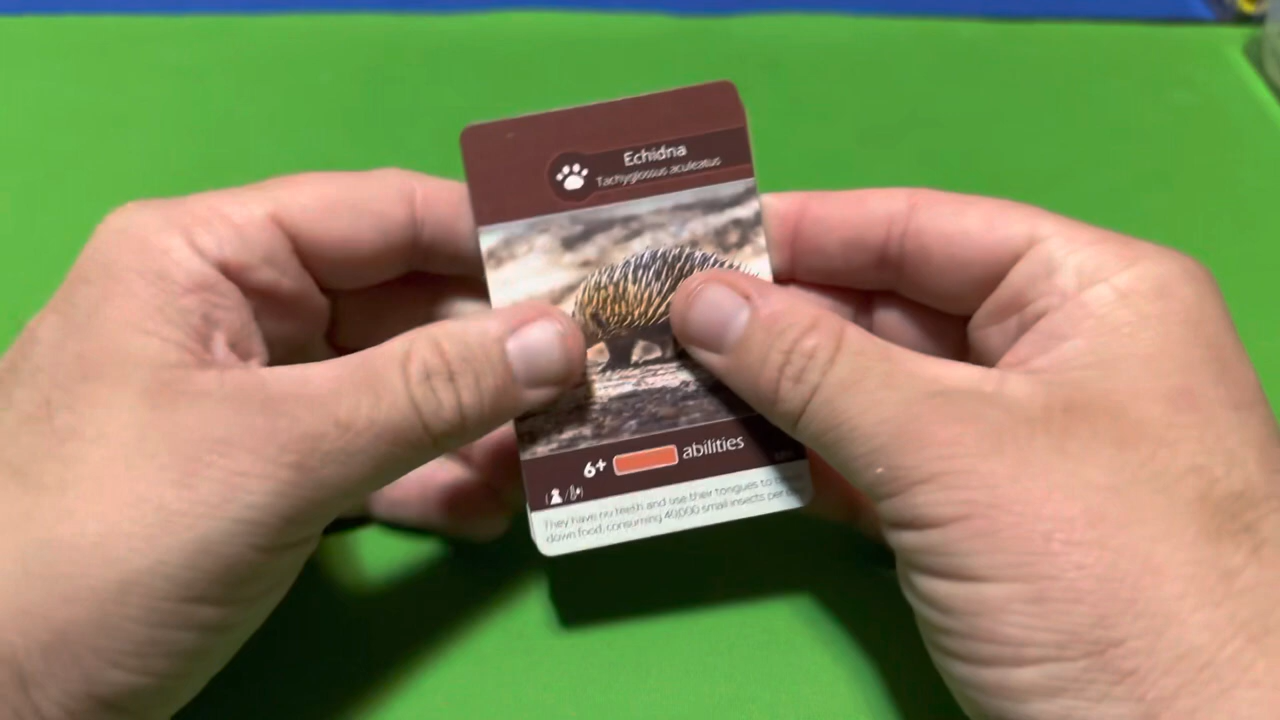 Echidna
Tachyglossus aculeatus
6+ abilities
They have no teeth and use their tongues to
down food, consuming 40,000 small insects per